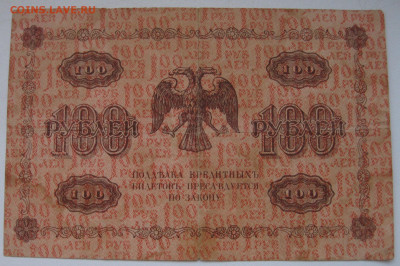 COINS.LAVE.RU
100 100
100 РУБЛЕЙ 100 РУБЛЕЙ
ПОДДѢЛКА КРЕДИТНЫХЪ
БИЛЕТОВЪ ПРЕСЛѢДУЕТСЯ
ПО ЗАКОНУ.
100 100